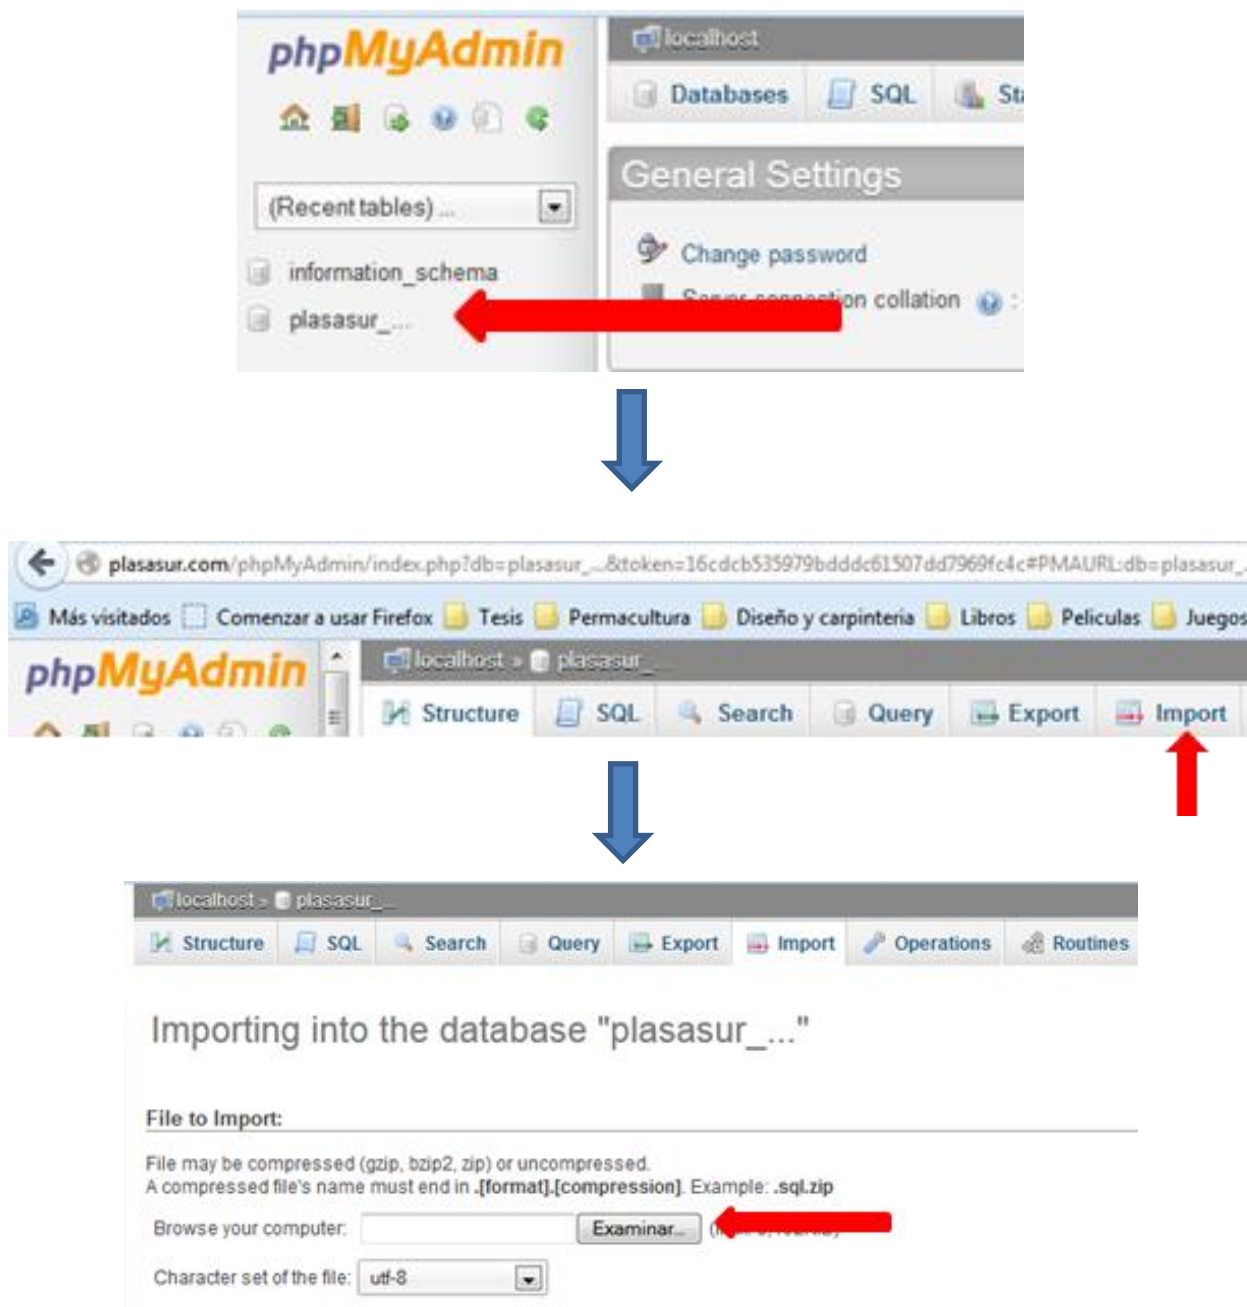 phpMyAdmin
localhost
Databases SQL
(Recent tables) ...
General Settings
information_schema
plasasur_...
Change password
Server connection collation :
plasasur.com/phpMyAdmin/index.php?db=plasasur_...&token=16cdcb535979bdddc61507dd7969fc4c#PMAURL:db=plasasur_
Más visitados Comenzar a usar Firefox Tesis Permacultura Diseño y carpinteria Libros Peliculas Juegos
phpMyAdmin
localhost » plasasur_...
Structure SQL Search Query Export Import
localhost » plasasur_...
Structure SQL Search Query Export Import Operations Routines
Importing into the database "plasasur_..."
File to Import:
File may be compressed (gzip, bzip2, zip) or uncompressed.
A compressed file's name must end in .[format].[compression]. Example: .sql.zip
Browse your computer: Examinar...
Character set of the file: utf-8